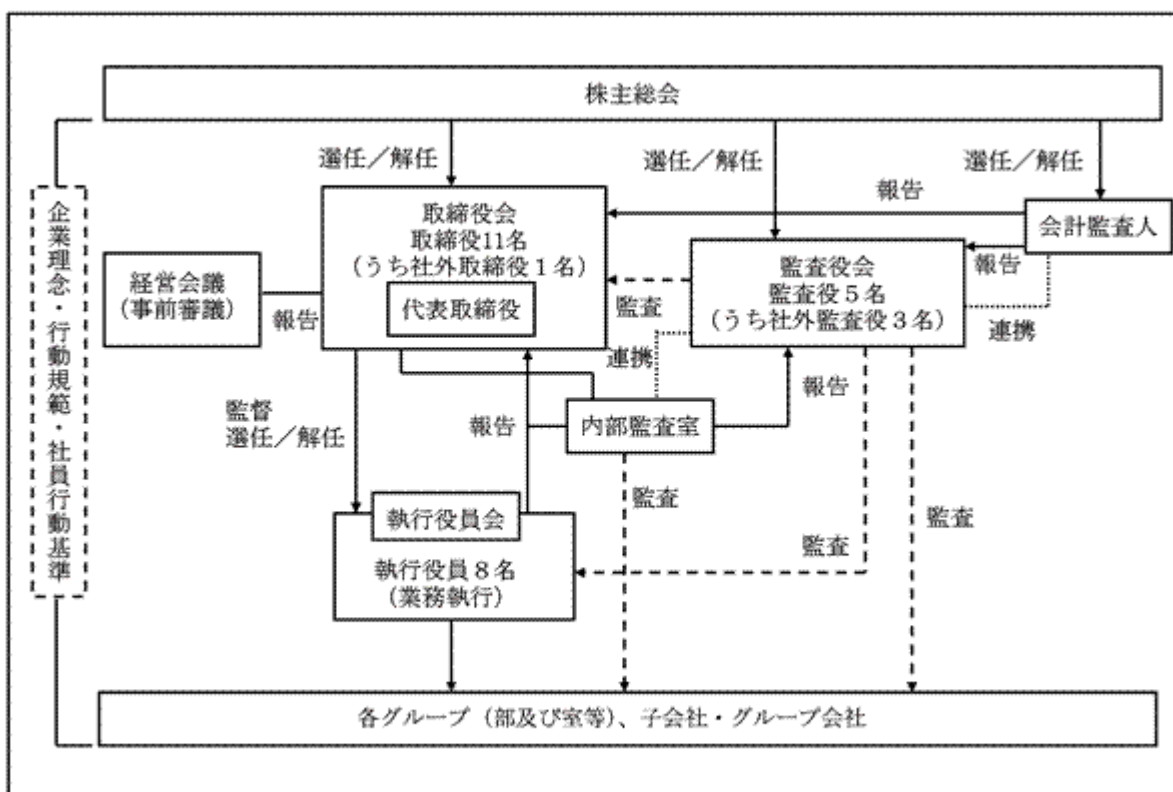 株主総会
選任／解任
選任／解任
選任／解任
企業理念・行動規範・社員行動基準
取締役会
取締役11名
（うち社外取締役１名）
代表取締役
報告
会計監査人
経営会議
（事前審議）
報告
監査役会
監査役５名
（うち社外監査役３名）
監査
報告
連携
連携
監督
選任／解任
報告
内部監査室
報告
執行役員会
執行役員８名
（業務執行）
監査
監査
監査
各グループ（部及び室等）、子会社・グループ会社